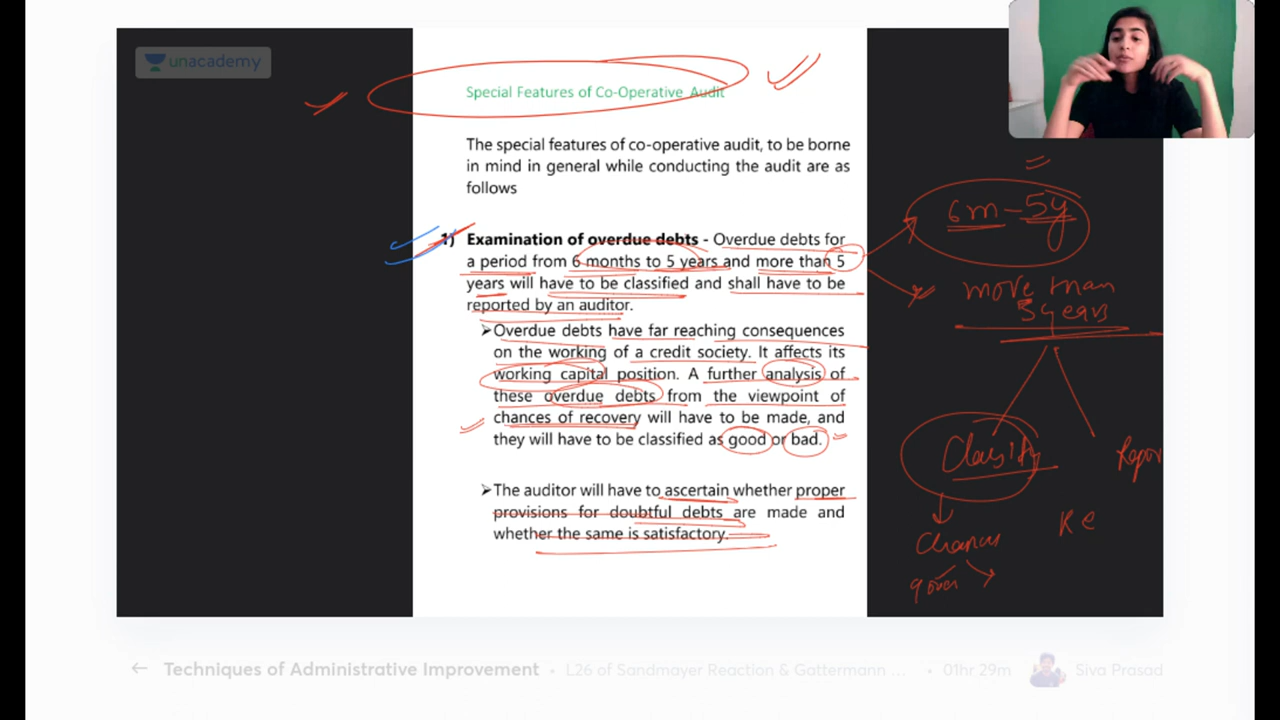 unacademy
Special Features of Co-Operative Audit
The special features of co-operative audit, to be borne
in mind in general while conducting the audit are as
follows
1) Examination of overdue debts - Overdue debts for
a period from 6 months to 5 years and more than 5
years will have to be classified and shall have to be
reported by an auditor.
➢Overdue debts have far reaching consequences
on the working of a credit society. It affects its
working capital position. A further analysis of
these overdue debts from the viewpoint of
chances of recovery will have to be made, and
they will have to be classified as good or bad.
➢The auditor will have to ascertain whether proper
provisions for doubtful debts are made and
whether the same is satisfactory.
6m - 5y
more than
5 years
Classify
Repor
Re
← Techniques of Administrative Improvement • L26 of Sandmayer Reaction & Gattermann ... • 01hr 29m Siva Prasad